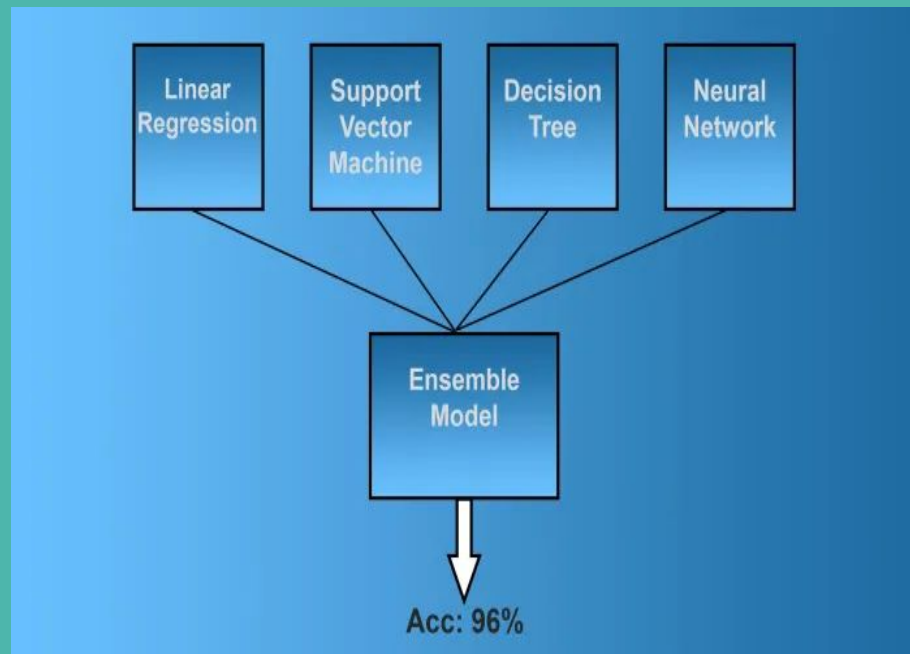 Linear
Regression
Support
Vector
Machine
Decision
Tree
Neural
Network
Ensemble
Model
Acc: 96%